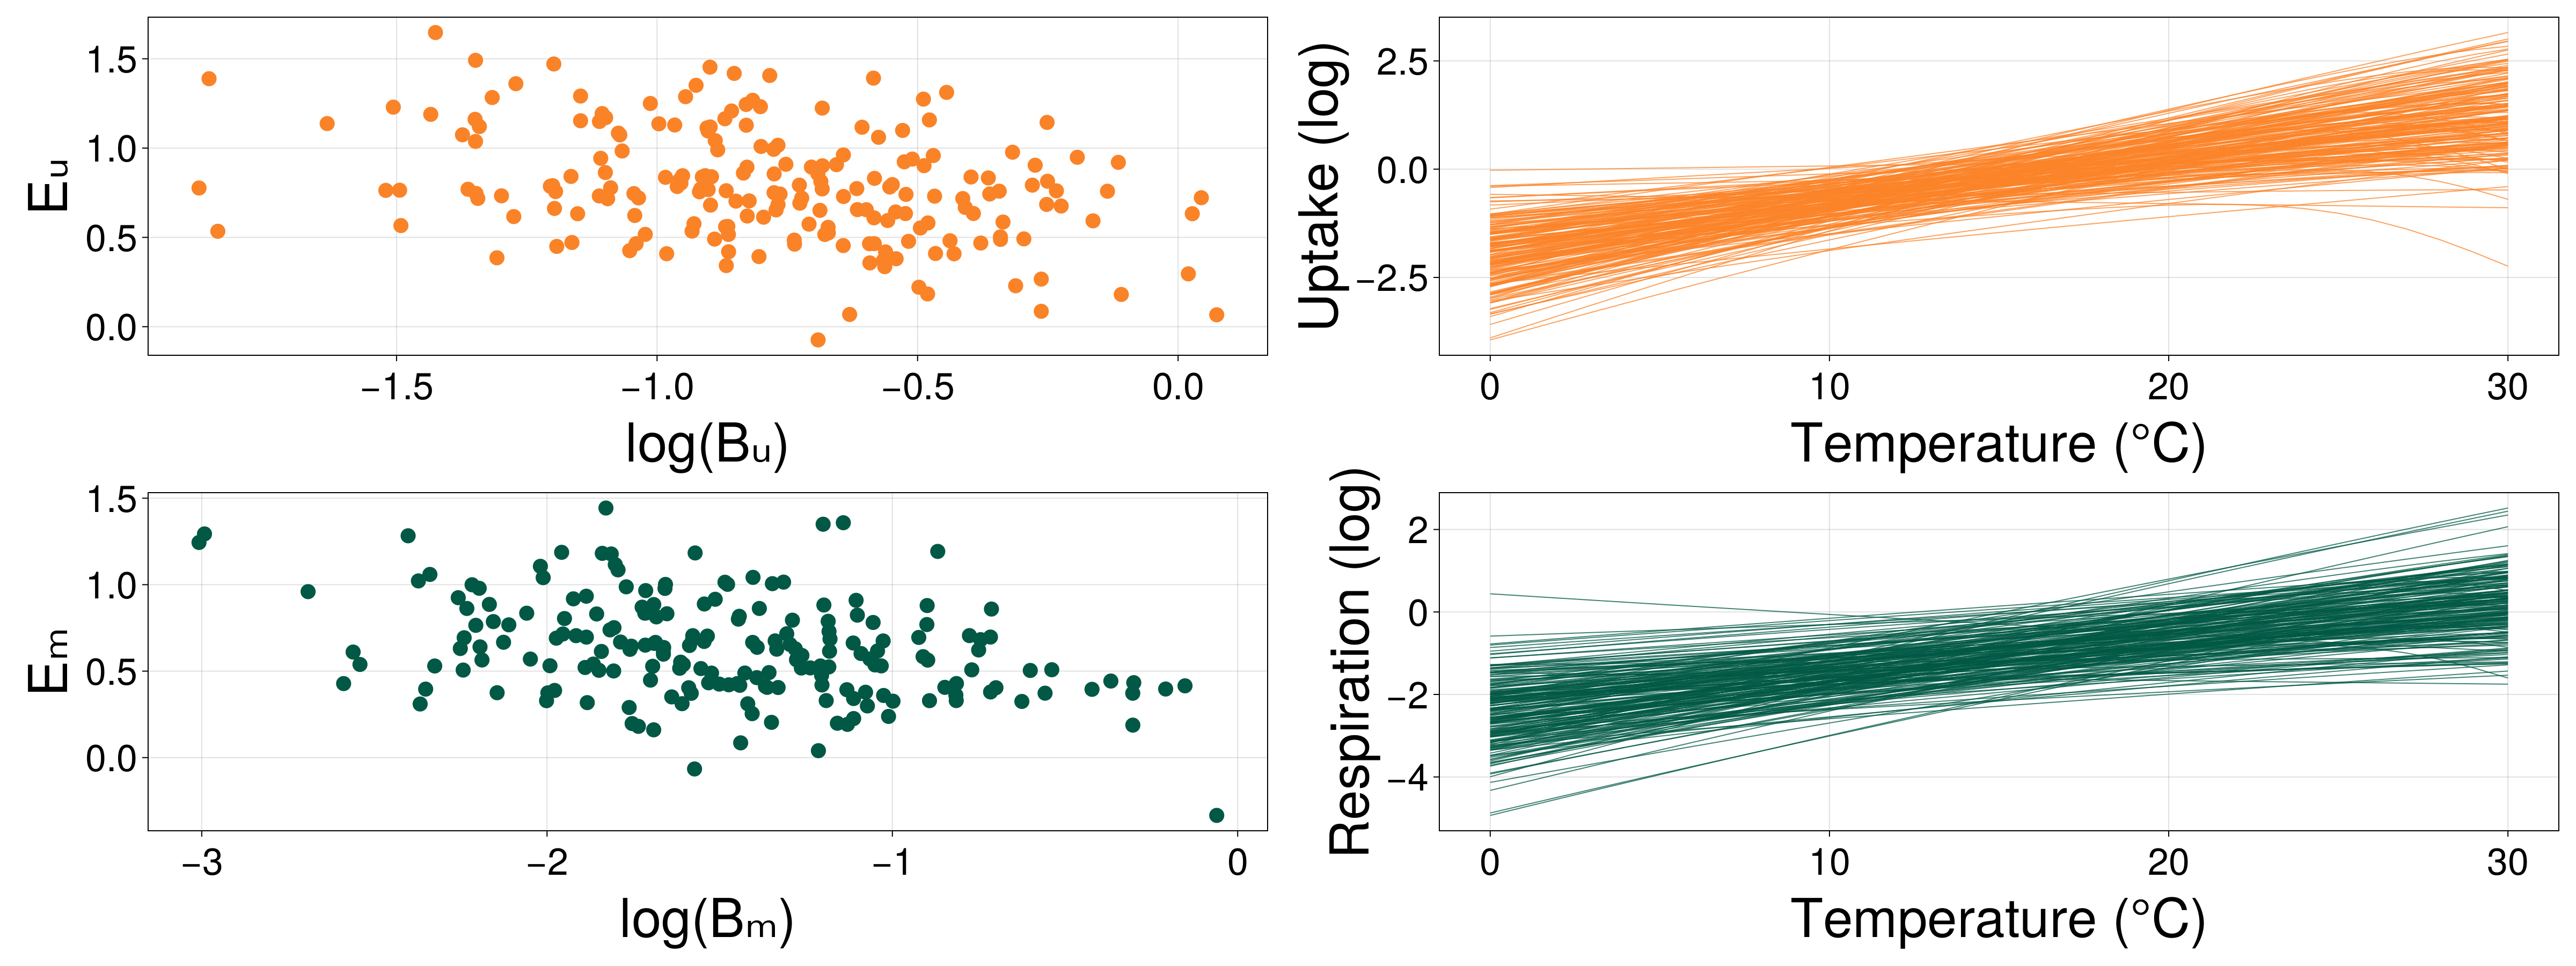 Eᵤ
1.5
1.0
0.5
0.0
−1.5 −1.0 −0.5 0.0
log(Bᵤ)
Uptake (log)
2.5
0.0
−2.5
0 10 20 30
Temperature (°C)
Eₘ
1.5
1.0
0.5
0.0
−3 −2 −1 0
log(Bₘ)
Respiration (log)
2
0
−2
−4
0 10 20 30
Temperature (°C)